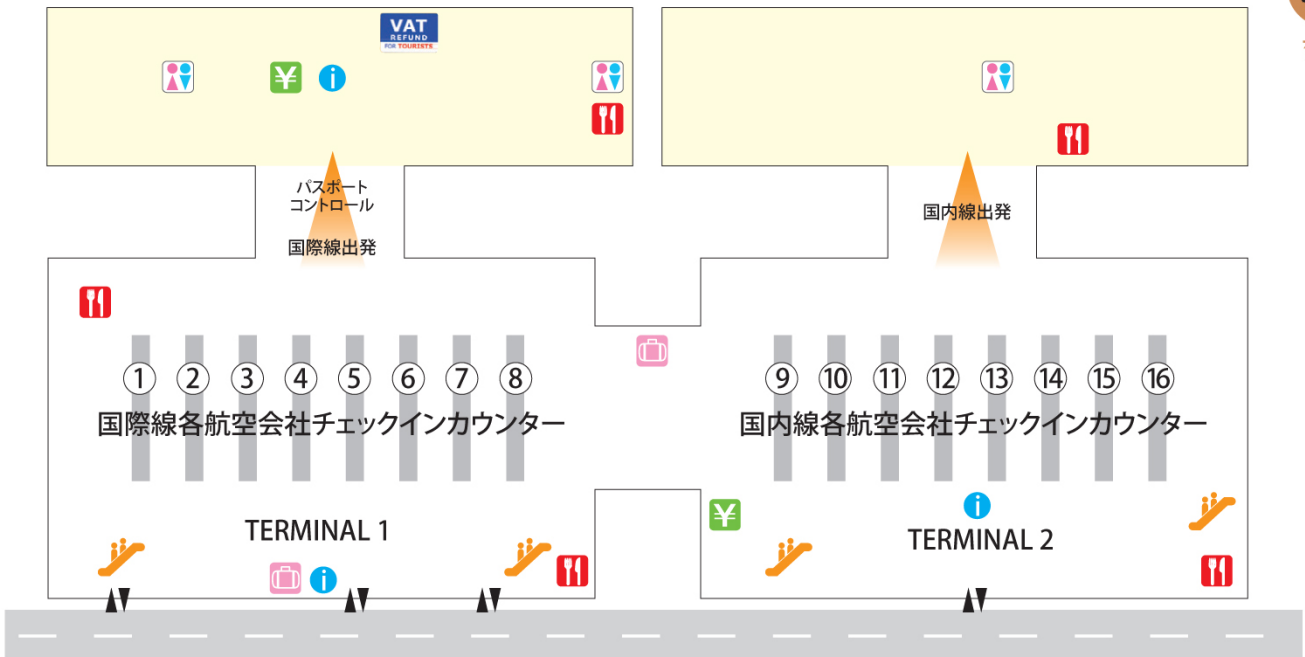 VAT
REFUND
FOR TOURISTS
¥
i
パスポート
コントロール
国際線出発
国内線出発
① ② ③ ④ ⑤ ⑥ ⑦ ⑧
国際線各航空会社チェックインカウンター
⑨ ⑩ ⑪ ⑫ ⑬ ⑭ ⑮ ⑯
国内線各航空会社チェックインカウンター
TERMINAL 1
i
¥
i
TERMINAL 2